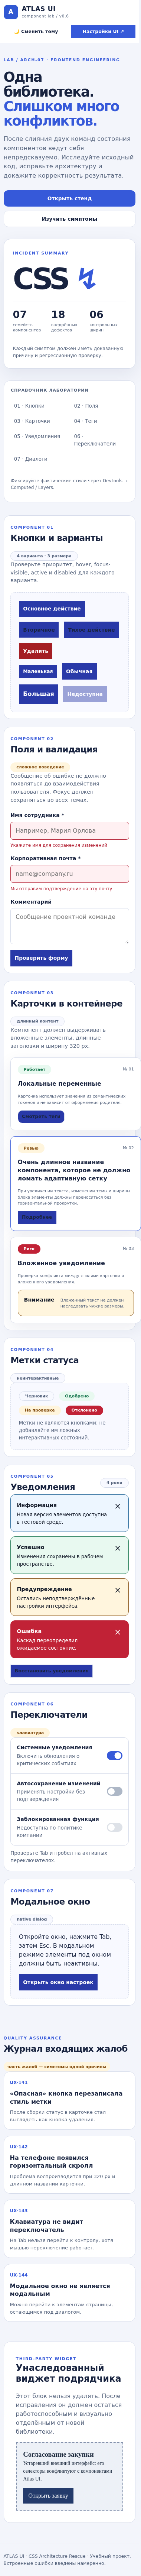 A
ATLAS UI
component lab / v0.8
🌙 Сменить тему
Настройки UI ↗
LAB / ARCH-07 · FRONTEND ENGINEERING
Одна
библиотека.
Слишком много
конфликтов.
После слияния двух команд состояния
компонентов ведут себя
непредсказуемо. Исследуйте исходный
код, исправьте архитектуру и
докажите корректность результата.
Открыть стенд
Изучить симптомы
INCIDENT SUMMARY
CSS ↯
07
семейств
компонентов
18
внедрённых
дефектов
06
контрольных
ширин
Каждый симптом должен иметь доказанную
причину и регрессионную проверку.
СПРАВОЧНИК ЛАБОРАТОРИИ
01 · Кнопки
02 · Поля
03 · Карточки
04 · Теги
05 · Уведомления
06 ·
Переключатели
07 · Диалоги
Фиксируйте фактические стили через DevTools →
Computed / Layers.
COMPONENT 01
Кнопки и варианты
4 варианта · 3 размера
Проверьте приоритет, hover, focus-
visible, active и disabled для каждого
варианта.
Основное действие
Вторичное
Тихое действие
Удалить
Маленькая
Обычная
Большая
Недоступна
COMPONENT 02
Поля и валидация
сложное поведение
Сообщение об ошибке не должно
появляться до взаимодействия
пользователя. Фокус должен
сохраняться во всех темах.
Имя сотрудника *
Например, Мария Орлова
Укажите имя для сохранения изменений
Корпоративная почта *
name@company.ru
Мы отправим подтверждение на эту почту
Комментарий
Сообщение проектной команде
Проверить форму
COMPONENT 03
Карточки в контейнере
длинный контент
Компонент должен выдерживать
вложенные элементы, длинные
заголовки и ширину 320 px.
Работает
№ 01
Локальные переменные
Карточка использует значения из семантических
токенов и не зависит от оформления родителя.
Смотреть токен
Ревью
№ 02
Очень длинное название
компонента, которое не должно
ломать адаптивную сетку
При увеличении текста, изменении темы и ширины
блока элементы должны переноситься без
горизонтальной прокрутки.
Подробнее
Риск
№ 03
Вложенное уведомление
Проверка конфликта между стилями карточки и
вложенного уведомления.
Внимание
Вложенный текст не должен
наследовать чужие размеры.
COMPONENT 04
Метки статуса
неинтерактивные
Черновик
Одобрено
На проверке
Отклонено
Метки не являются кнопками: не
добавляйте им ложных
интерактивных состояний.
COMPONENT 05
Уведомления
4 роли
Информация
Новая версия элементов доступна
в тестовой среде.
×
Успешно
Изменения сохранены в рабочем
пространстве.
×
Предупреждение
Остались неподтверждённые
настройки интерфейса.
×
Ошибка
Каскад переопределил
ожидаемое состояние.
×
Восстановить уведомления
COMPONENT 06
Переключатели
клавиатура
Системные уведомления
Включить обновления о
критических событиях
Автосохранение изменений
Применять настройки без
подтверждения
Заблокированная функция
Недоступна по политике
компании
Проверьте Tab и пробел на активных
переключателях.
COMPONENT 07
Модальное окно
native dialog
Откройте окно, нажмите Tab,
затем Esc. В модальном
режиме элементы под окном
должны быть неактивны.
Открыть окно настроек
QUALITY ASSURANCE
Журнал входящих жалоб
часть жалоб — симптомы одной причины
UX-141
«Опасная» кнопка перезаписала
стиль метки
После сборки статус в карточке стал
выглядеть как кнопка удаления.
UX-142
На телефоне появился
горизонтальный скролл
Проблема воспроизводится при 320 px и
длинном названии карточки.
UX-143
Клавиатура не видит
переключатель
На Tab нельзя перейти к контролу, хотя
мышью переключение работает.
UX-144
Модальное окно не является
модальным
Можно перейти к элементам страницы,
остающимся под диалогом.
THIRD-PARTY WIDGET
Унаследованный
виджет подрядчика
Этот блок нельзя удалять. После
исправления он должен остаться
работоспособным и визуально
отделённым от новой
библиотеки.
Согласование закупки
Устаревший внешний интерфейс: его
селекторы конфликтуют с компонентами
Atlas UI.
Открыть заявку
ATLAS UI · CSS Architecture Rescue · Учебный проект.
Встроенные ошибки введены намеренно.